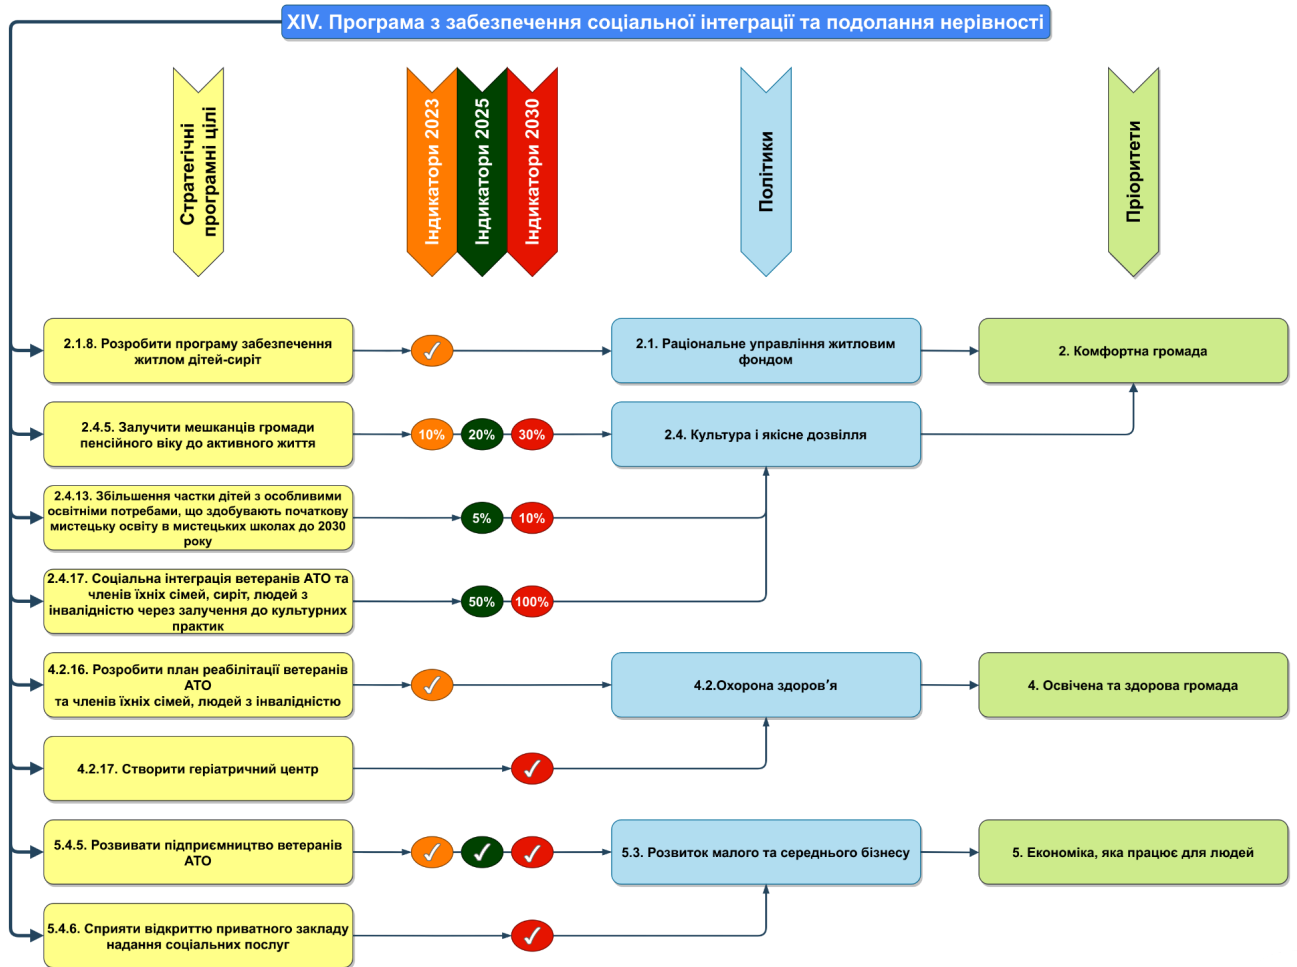 XIV. Програма з забезпечення соціальної інтеграції та подолання нерівності
Стратегічні
програмні цілі
Індикатори 2023
Індикатори 2025
Індикатори 2030
Політики
Пріоритети
2.1.8. Розробити програму забезпечення
житлом дітей-сиріт
2.1. Раціональне управління житловим
фондом
2. Комфортна громада
2.4.5. Залучити мешканців громади
пенсійного віку до активного життя
10%
20%
30%
2.4. Культура і якісне дозвілля
2.4.13. Збільшення частки дітей з особливими
освітніми потребами, що здобувають початкову
мистецьку освіту в мистецьких школах до 2030
року
5%
10%
2.4.17. Соціальна інтеграція ветеранів АТО та
членів їхніх сімей, сиріт, людей з
інвалідністю через залучення до культурних
практик
50%
100%
4.2.16. Розробити план реабілітації ветеранів
АТО
та членів їхніх сімей, людей з інвалідністю
4.2.Охорона здоров’я
4. Освічена та здорова громада
4.2.17. Створити геріатричний центр
5.4.5. Розвивати підприємництво ветеранів
АТО
5.3. Розвиток малого та середнього бізнесу
5. Економіка, яка працює для людей
5.4.6. Сприяти відкриттю приватного закладу
надання соціальних послуг